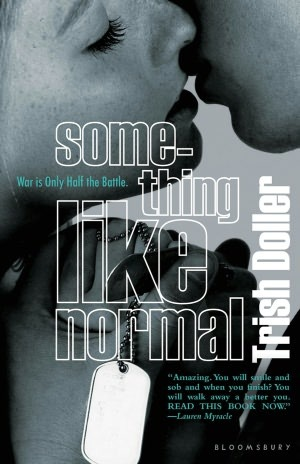 some-
War is Only Half the Battle.
thing
like
normal
Trish Doller
“Amazing. You will smile and
sob and when you finish? You
will walk away a better you.
READ THIS BOOK NOW.”
—Lauren Myracle
BLOOMSBURY